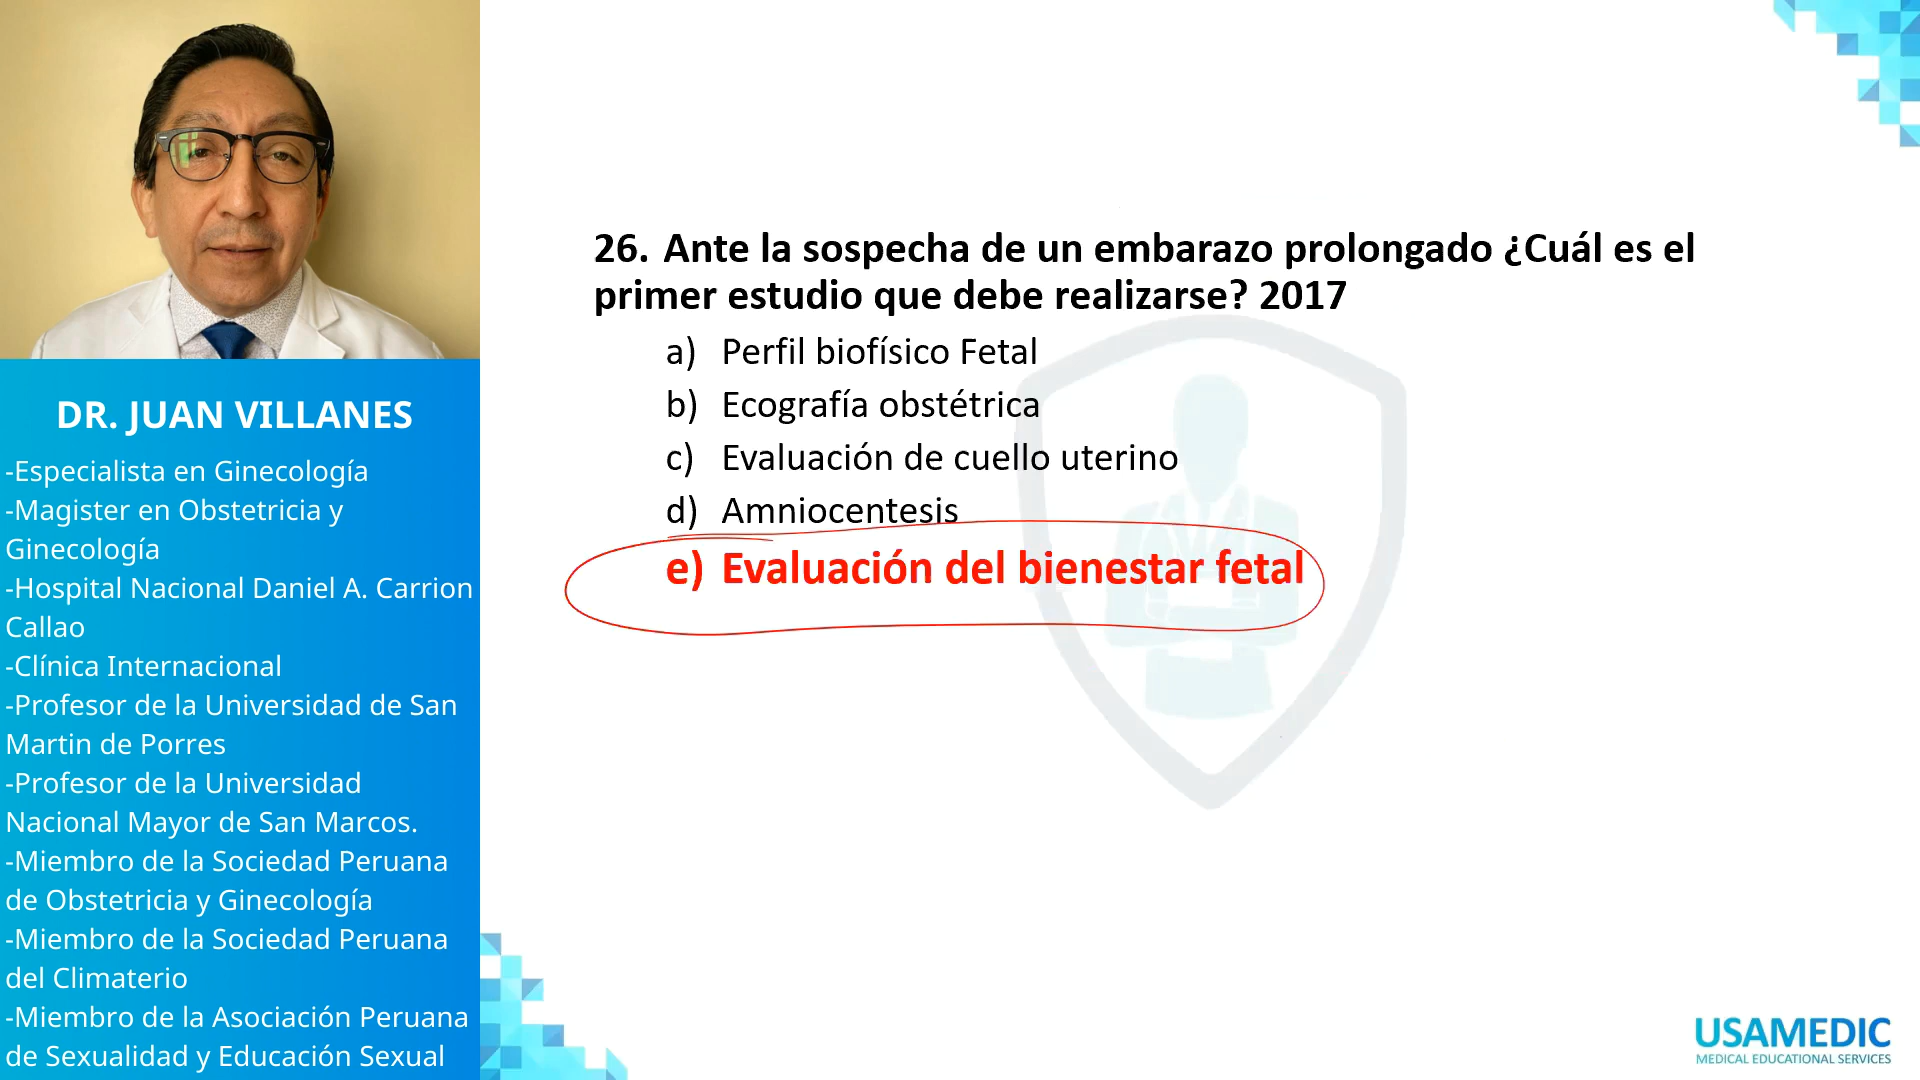 DR. JUAN VILLANES
-Especialista en Ginecología
-Magister en Obstetricia y
Ginecología
-Hospital Nacional Daniel A. Carrion
Callao
-Clínica Internacional
-Profesor de la Universidad de San
Martin de Porres
-Profesor de la Universidad
Nacional Mayor de San Marcos.
-Miembro de la Sociedad Peruana
de Obstetricia y Ginecología
-Miembro de la Sociedad Peruana
del Climaterio
-Miembro de la Asociación Peruana
de Sexualidad y Educación Sexual
26. Ante la sospecha de un embarazo prolongado ¿Cuál es el
primer estudio que debe realizarse? 2017
a) Perfil biofísico Fetal
b) Ecografía obstétrica
c) Evaluación de cuello uterino
d) Amniocentesis
e) Evaluación del bienestar fetal
USAMEDIC
MEDICAL EDUCATIONAL SERVICES